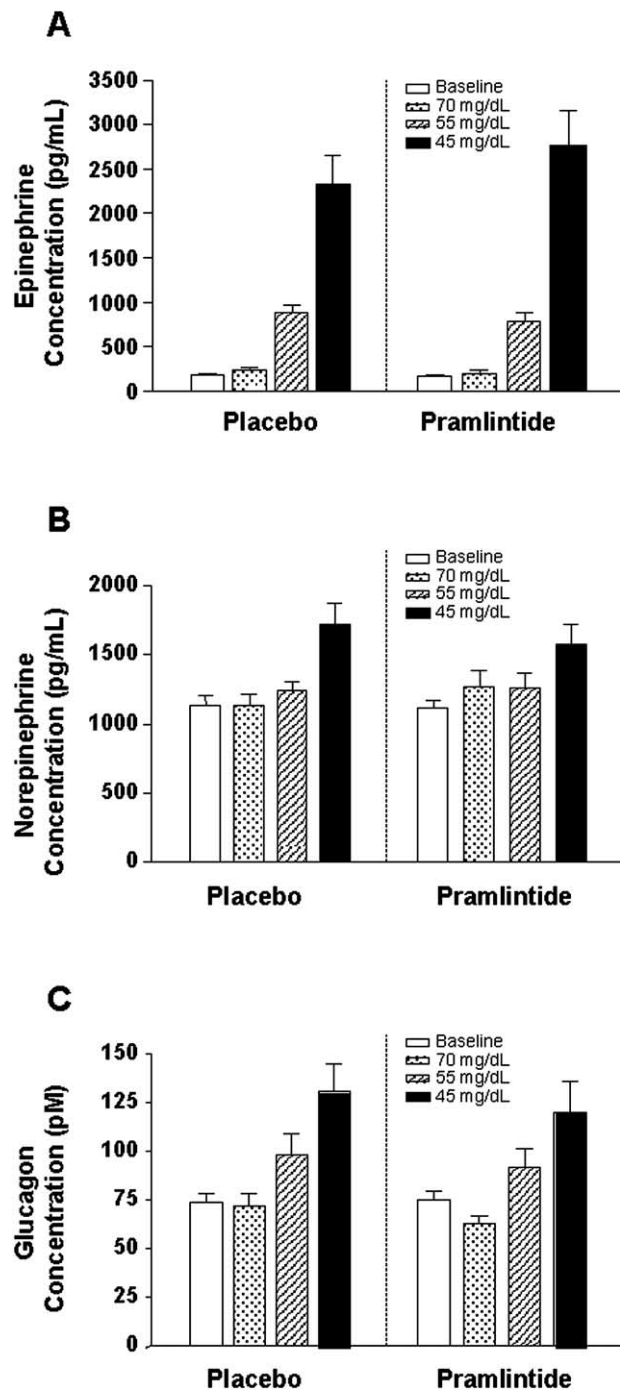 A
Epinephrine
Concentration (pg/mL)
3500
3000
2500
2000
1500
1000
500
0
Baseline
70 mg/dL
55 mg/dL
45 mg/dL
Placebo
Pramlintide
B
Norepinephrine
Concentration (pg/mL)
2000
1500
1000
500
0
Baseline
70 mg/dL
55 mg/dL
45 mg/dL
Placebo
Pramlintide
C
Glucagon
Concentration (pM)
150
125
100
75
50
25
0
Baseline
70 mg/dL
55 mg/dL
45 mg/dL
Placebo
Pramlintide